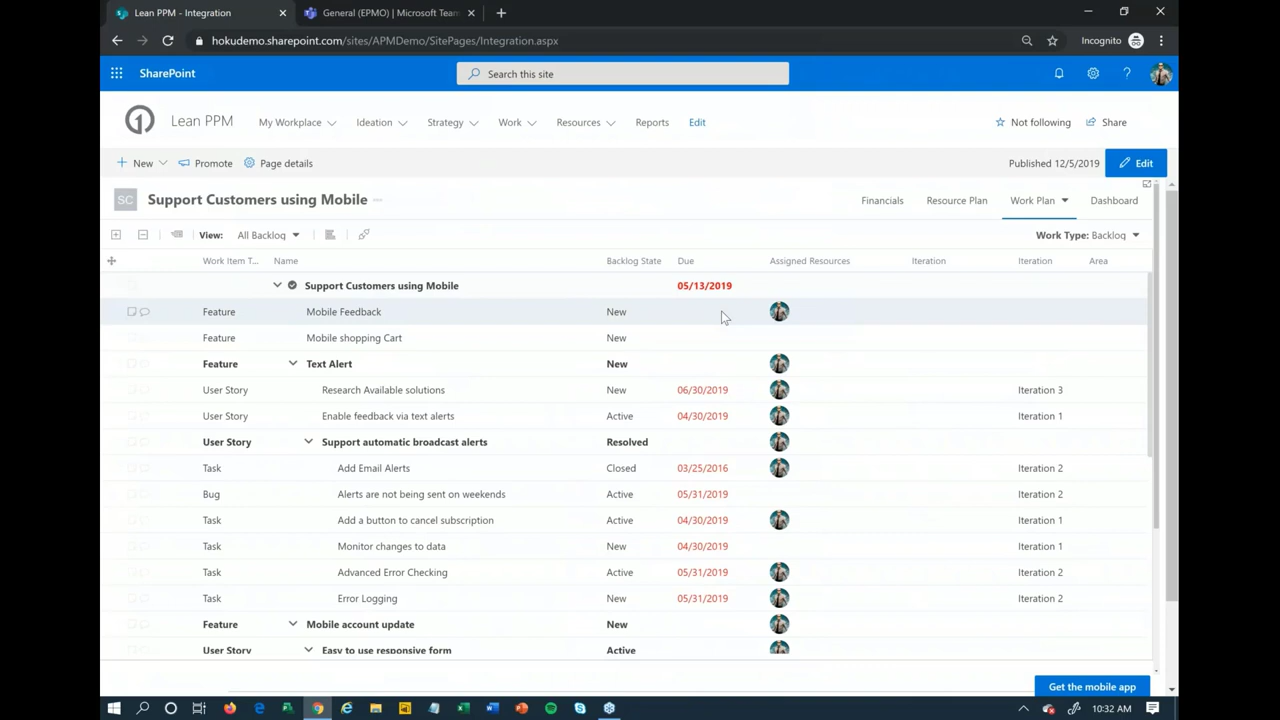 Lean PPM - Integration
General (EPMO) | Microsoft Team
hokudemo.sharepoint.com/sites/APMDemo/SitePages/Integration.aspx
Incognito
SharePoint
Search this site
Lean PPM
My Workplace
Ideation
Strategy
Work
Resources
Reports
Edit
Not following
Share
New
Promote
Page details
Published 12/5/2019
Edit
SC
Support Customers using Mobile
Financials
Resource Plan
Work Plan
Dashboard
View: All Backlog
Work Type: Backlog
Work Item T... Name Backlog State Due Assigned Resources Iteration Iteration Area
Support Customers using Mobile 05/13/2019
Feature Mobile Feedback New
Feature Mobile shopping Cart New
Feature Text Alert New
User Story Research Available solutions New 06/30/2019 Iteration 3
User Story Enable feedback via text alerts Active 04/30/2019 Iteration 1
User Story Support automatic broadcast alerts Resolved
Task Add Email Alerts Closed 03/25/2016 Iteration 2
Bug Alerts are not being sent on weekends Active 05/31/2019 Iteration 2
Task Add a button to cancel subscription Active 04/30/2019 Iteration 1
Task Monitor changes to data New 04/30/2019 Iteration 1
Task Advanced Error Checking Active 05/31/2019 Iteration 2
Task Error Logging New 05/31/2019 Iteration 2
Feature Mobile account update New
User Story Easy to use responsive form Active
Get the mobile app
10:32 AM